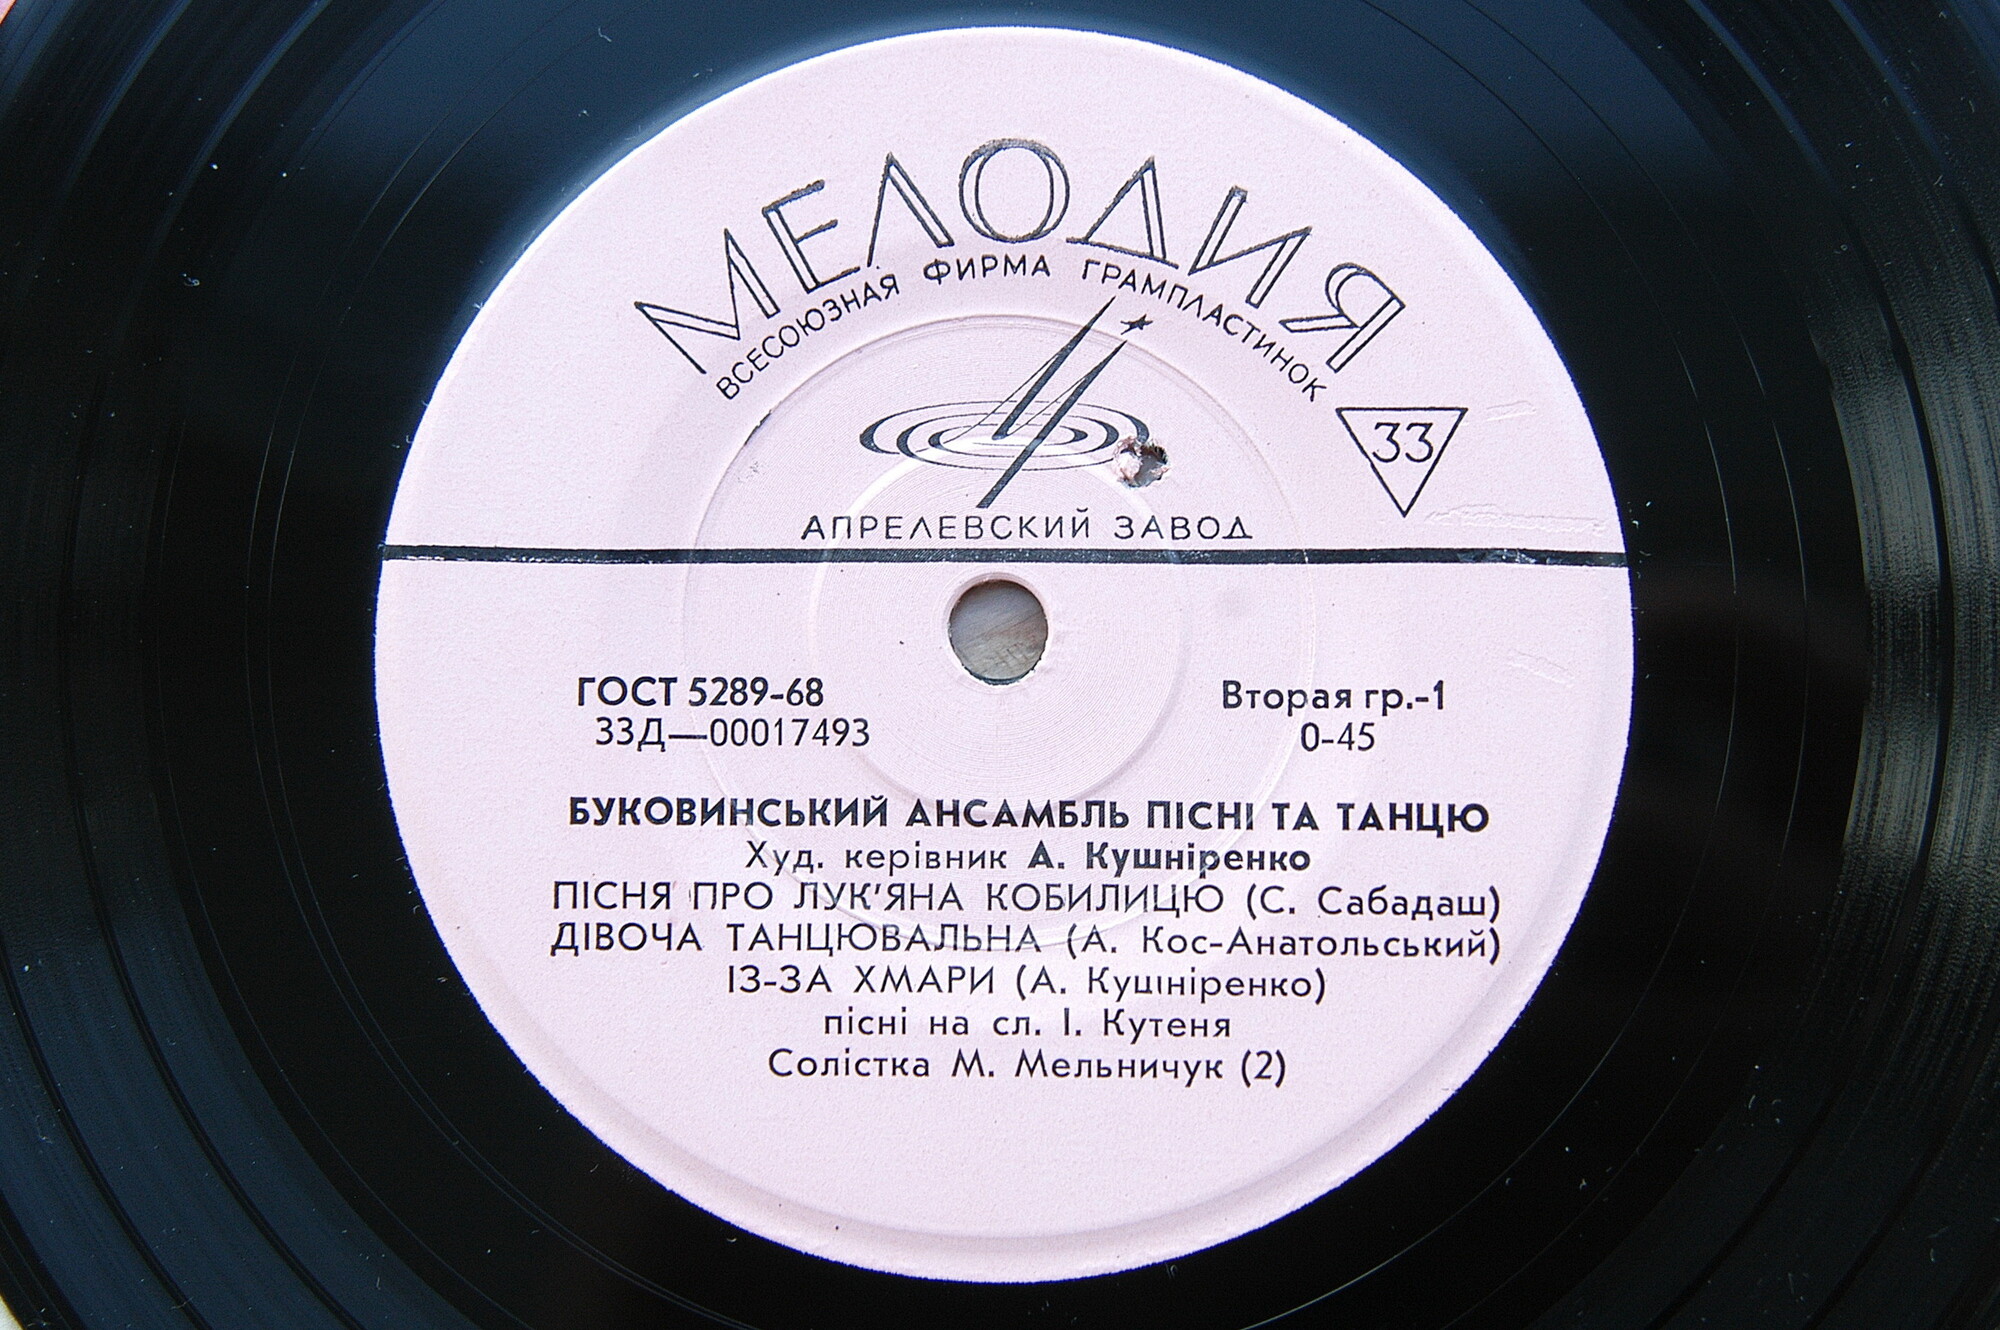 МЕЛОДИЯ
ВСЕСОЮЗНАЯ ФИРМА ГРАМПЛАСТИНОК
33
АПРЕЛЕВСКИЙ ЗАВОД
ГОСТ 5289-68
33Д—00017493
Вторая гр.-1
0-45
БУКОВИНСЬКИЙ АНСАМБЛЬ ПІСНІ ТА ТАНЦЮ
Худ. керівник А. Кушніренко
ПІСНЯ ПРО ЛУК'ЯНА КОБИЛИЦЮ (С. Сабадаш)
ДІВОЧА ТАНЦЮВАЛЬНА (А. Кос-Анатольський)
ІЗ-ЗА ХМАРИ (А. Кушніренко)
пісні на сл. І. Кутеня
Солістка М. Мельничук (2)